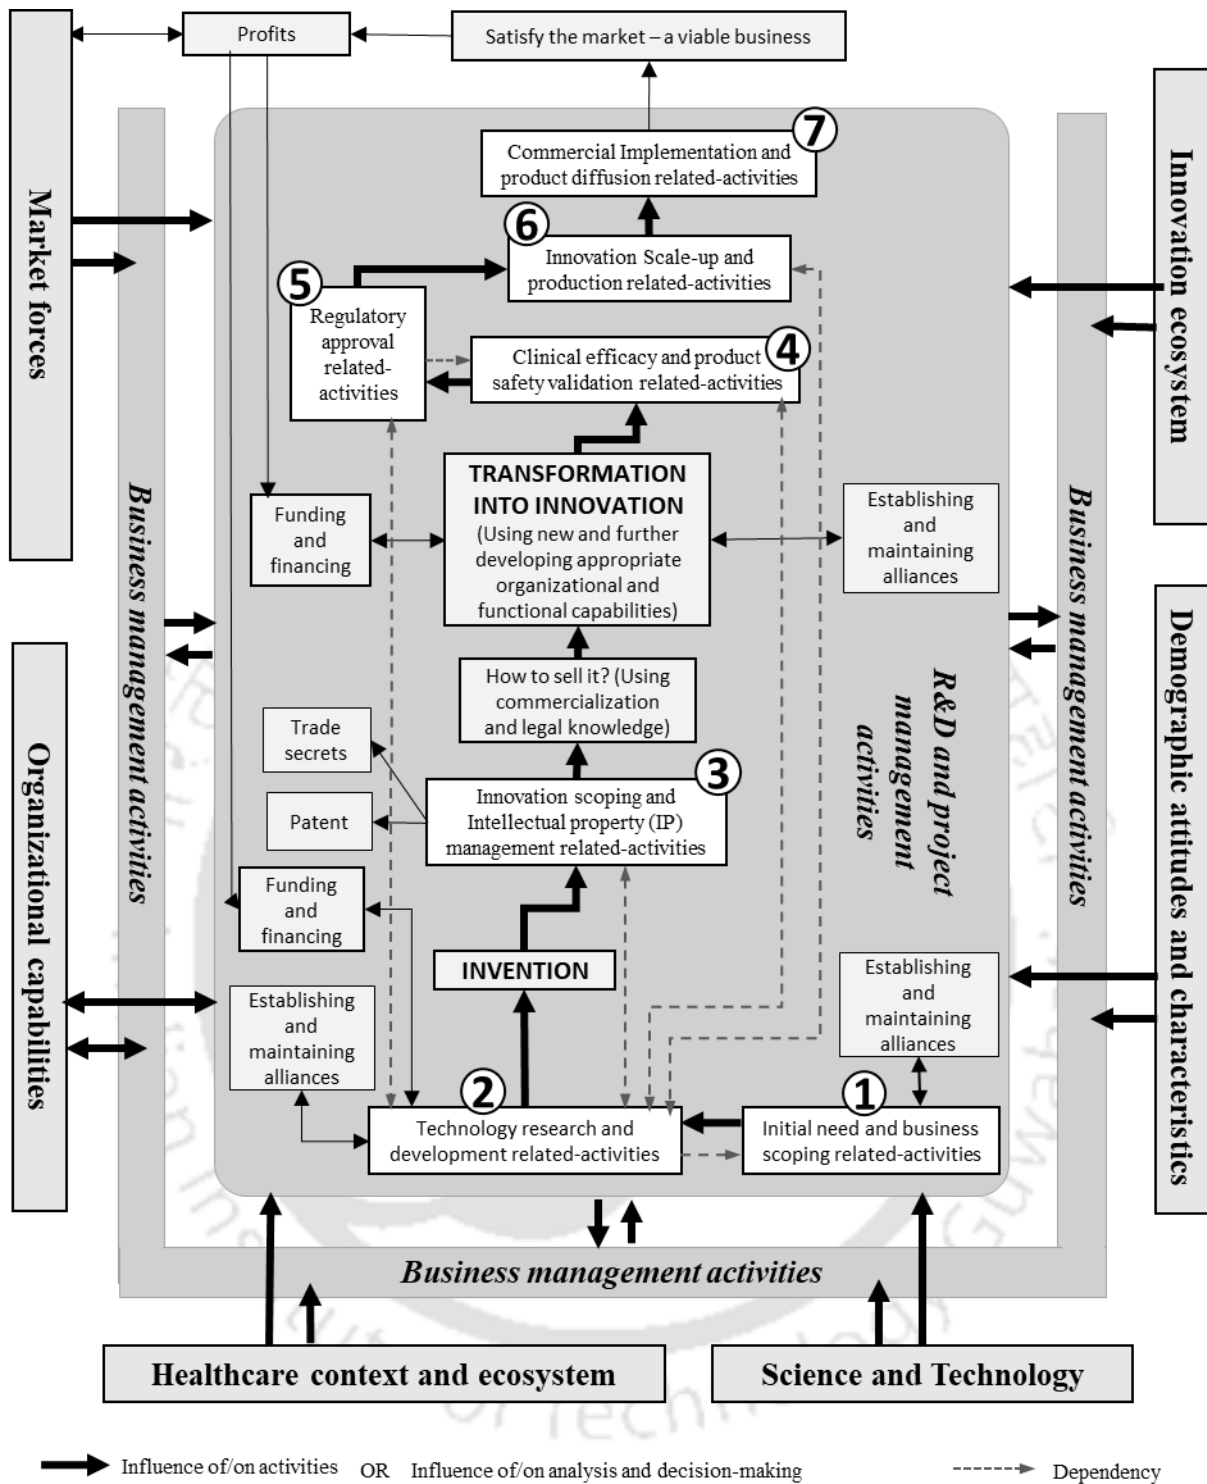 Profits
Satisfy the market – a viable business
Market forces
Innovation ecosystem
7
Commercial Implementation and
product diffusion related-activities
6
Innovation Scale-up and
production related-activities
5
Regulatory
approval
related-
activities
4
Clinical efficacy and product
safety validation related-activities
TRANSFORMATION
INTO INNOVATION
(Using new and further
developing appropriate
organizational and
functional capabilities)
Funding
and
financing
Establishing
and
maintaining
alliances
Business management activities
Business management activities
How to sell it? (Using
commercialization
and legal knowledge)
R&D and project
management
activities
Trade
secrets
Patent
3
Innovation scoping and
Intellectual property (IP)
management related-activities
Organizational
capabilities
Demographic attitudes and
characteristics
Funding
and
financing
INVENTION
Establishing
and
maintaining
alliances
Establishing
and
maintaining
alliances
2
Technology research and
development related-activities
1
Initial need and business
scoping related-activities
Business management activities
Healthcare context and ecosystem
Science and Technology
Influence of/on activities OR Influence of/on analysis and decision-making
Dependency